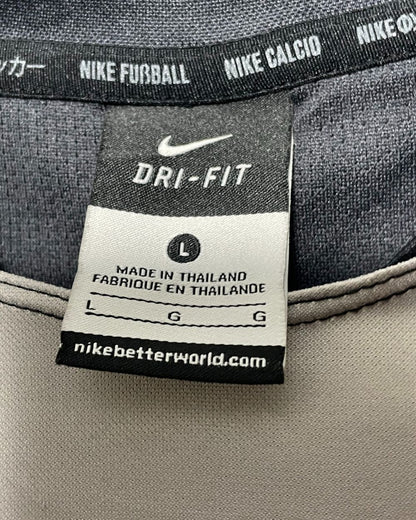 ッカー NIKE FUßBALL NIKE CALCIO NIKE
DRI-FIT
L
MADE IN THAILAND
FABRIQUE EN THAILANDE
L G G
nikebetterworld.com